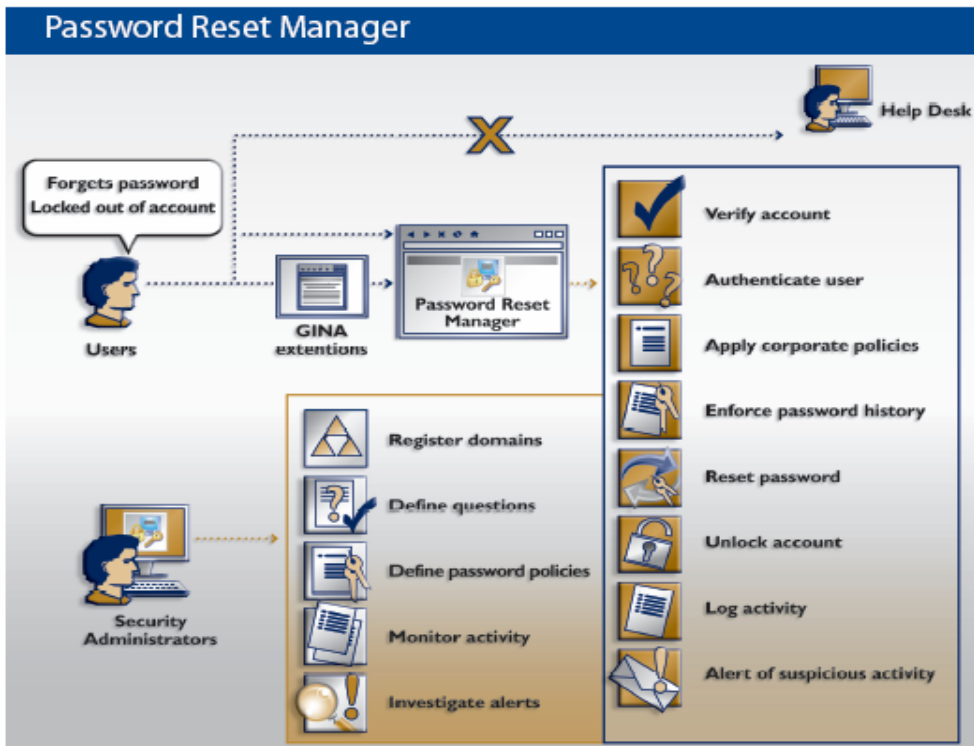 Password Reset Manager
Help Desk
Forgets password
Locked out of account
Users
GINA
extentions
Password Reset
Manager
Verify account
Authenticate user
Apply corporate policies
Enforce password history
Reset password
Unlock account
Log activity
Alert of suspicious activity
Security
Administrators
Register domains
Define questions
Define password policies
Monitor activity
Investigate alerts